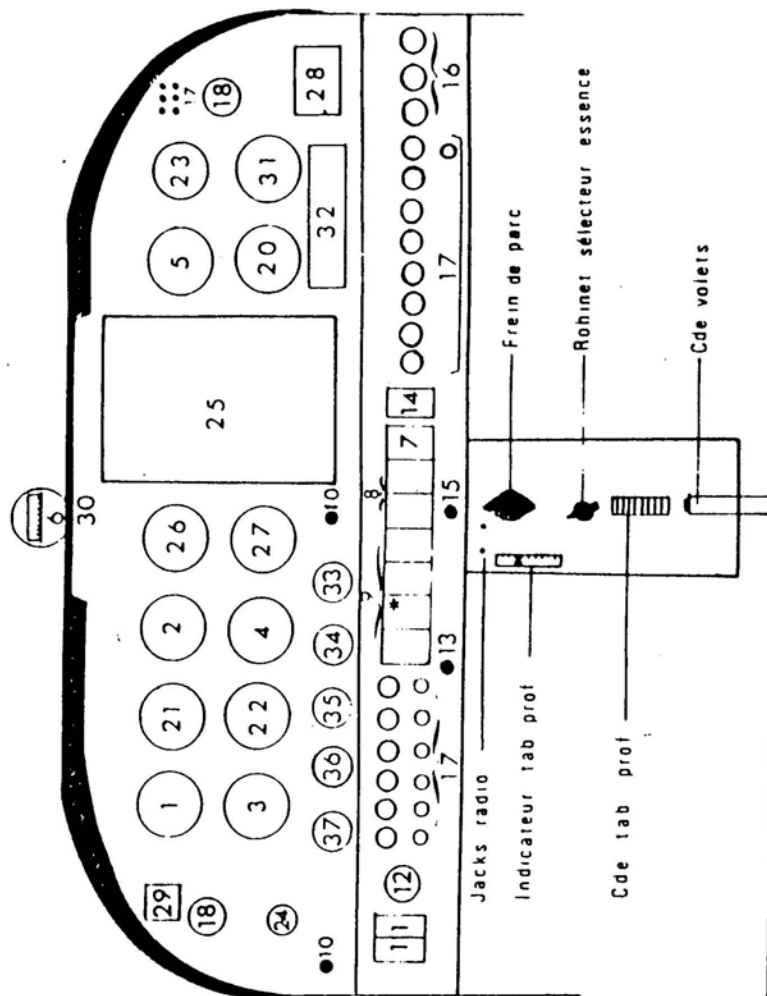 6
30
29 1 21 2 26 25 5 23 17
18 18
24 3 22 4 27 20 31 28
32
10 37 36 35 34 33 10
11 12 * 8 7 14 16
17 17
13 15
Jacks radio
Indicateur tab prof
Cde tab prof
Frein de parc
Rohinet sélecteur essence
Cde volets